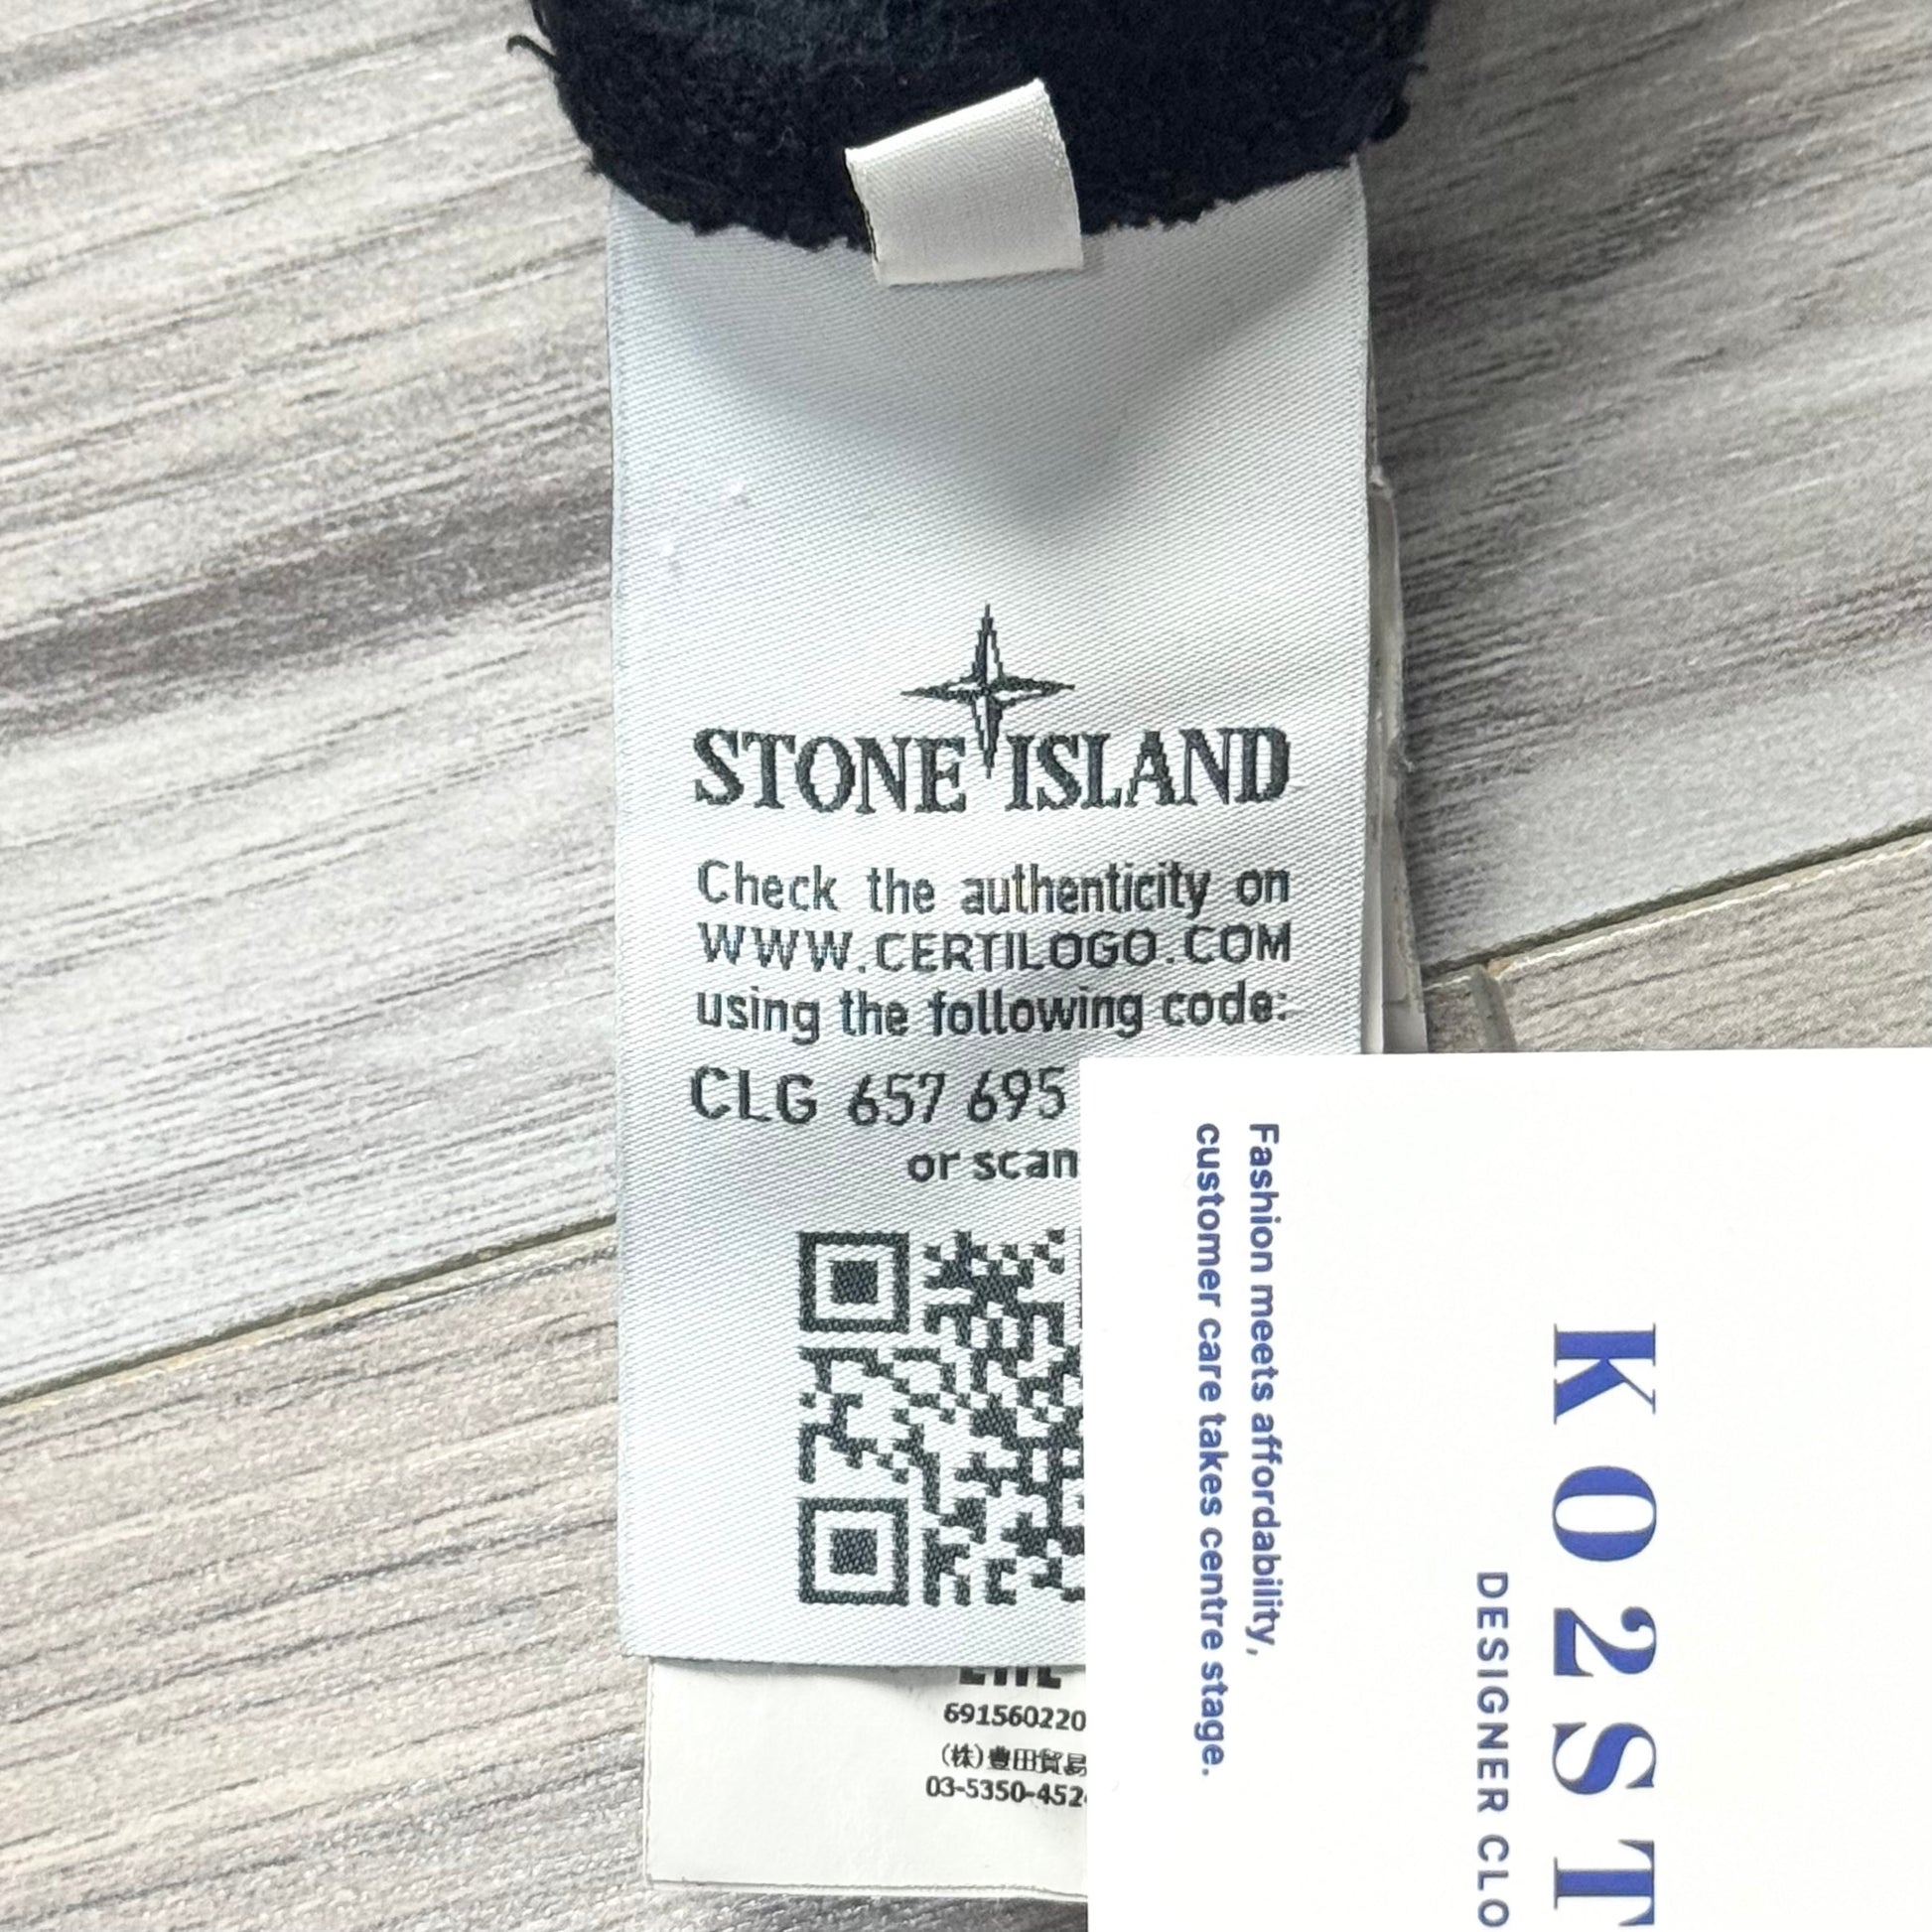 STONE ISLAND
Check the authenticity on
WWW.CERTILOGO.COM
using the following code:
CLG 657 695
or scan
691560220
(株)豊田貿易
03-5350-452
Fashion meets affordability,
customer care takes centre stage.
KO2ST
DESIGNER CLO